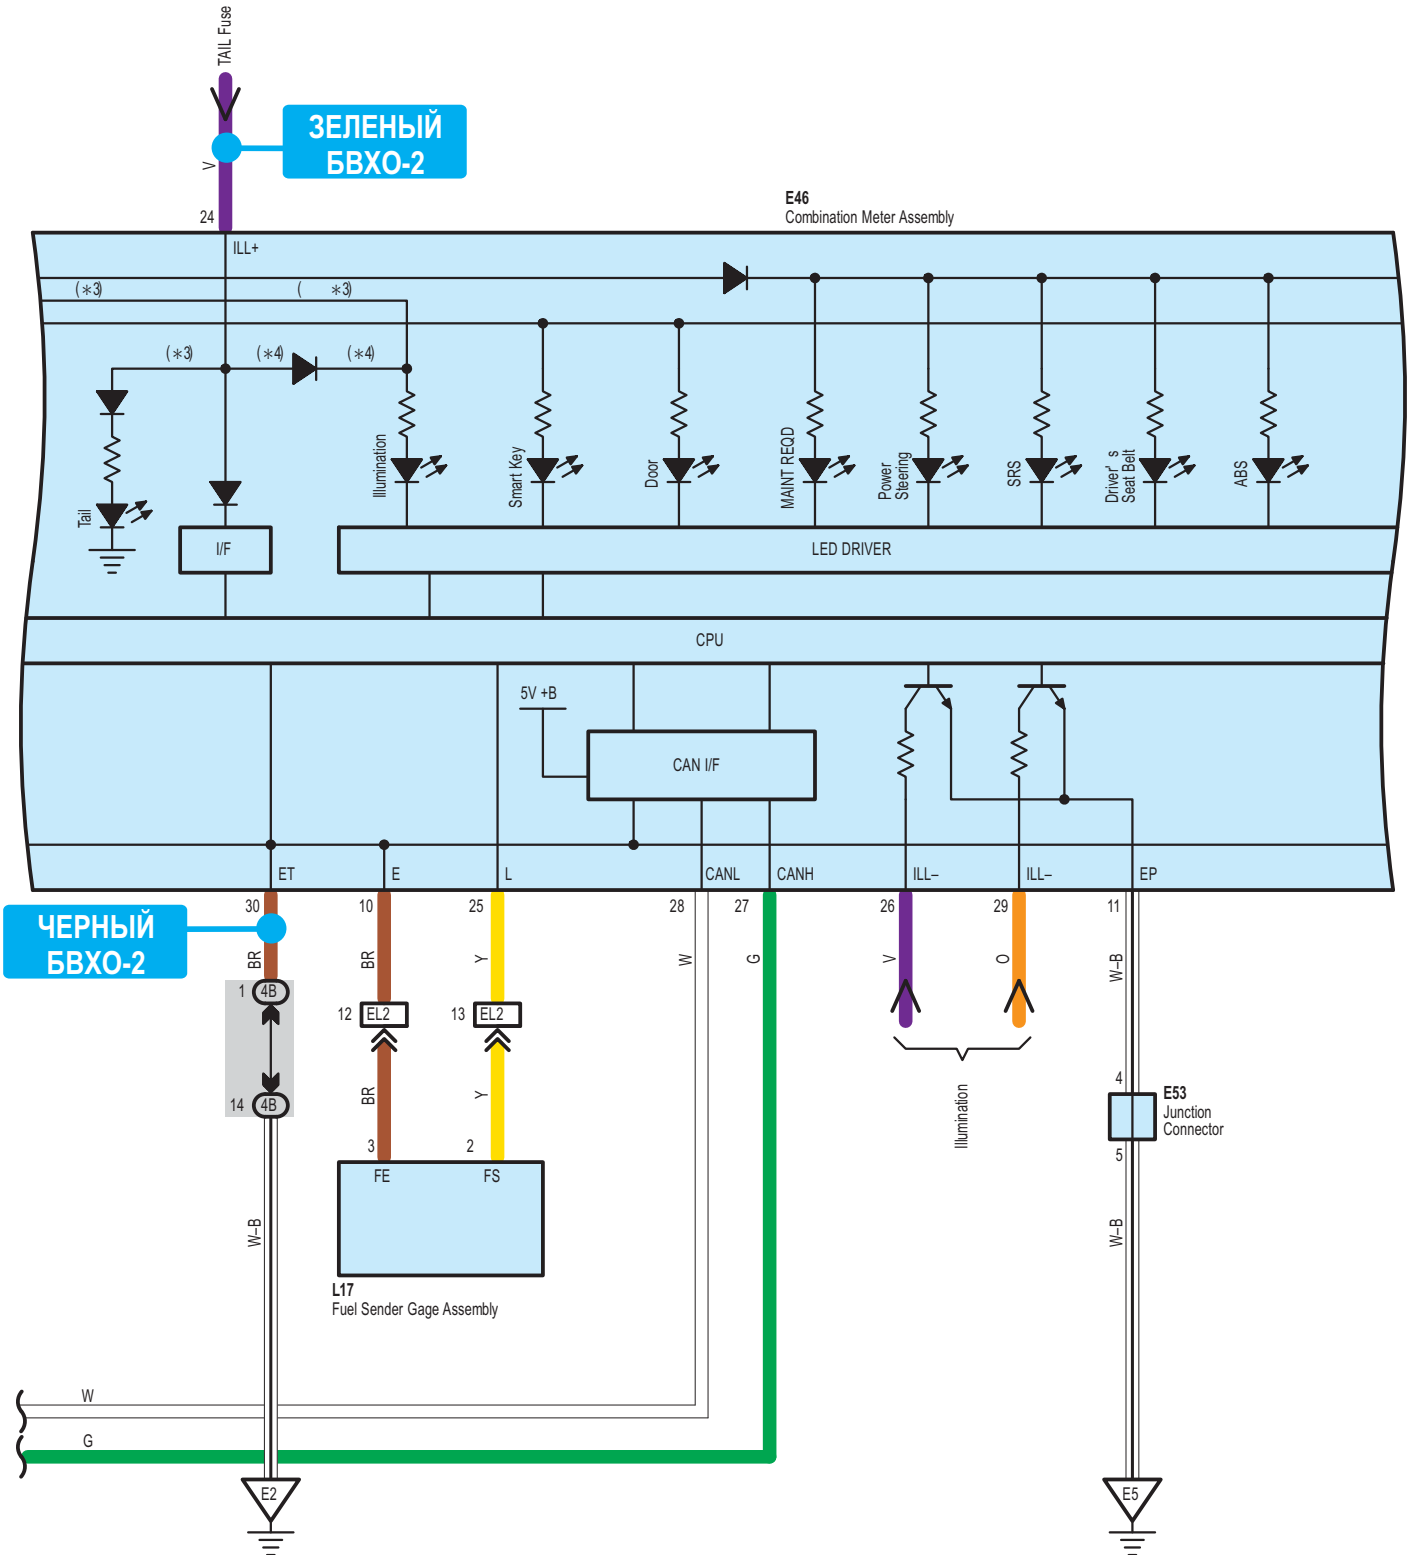 TAIL Fuse
ЗЕЛЕНЫЙ
БВХО-2
V
24
E46
Combination Meter Assembly
ILL+
(∗3)
( ∗3)
(∗3)
(∗4)
(∗4)
Tail
Illumination
Smart Key
Door
MAINT REQD
Power
Steering
SRS
Driver' s
Seat Belt
ABS
I/F
LED DRIVER
CPU
5V +B
CAN I/F
ET
E
L
CANL
CANH
ILL–
ILL–
EP
30
10
25
28
27
26
29
11
ЧЕРНЫЙ
БВХО-2
BR
BR
Y
W
G
V
O
W–B
1
4B
12
EL2
13
EL2
14
4B
BR
Y
Illumination
4
E53
Junction
Connector
5
3
2
FE
FS
W–B
W–B
L17
Fuel Sender Gage Assembly
W
G
E2
E5